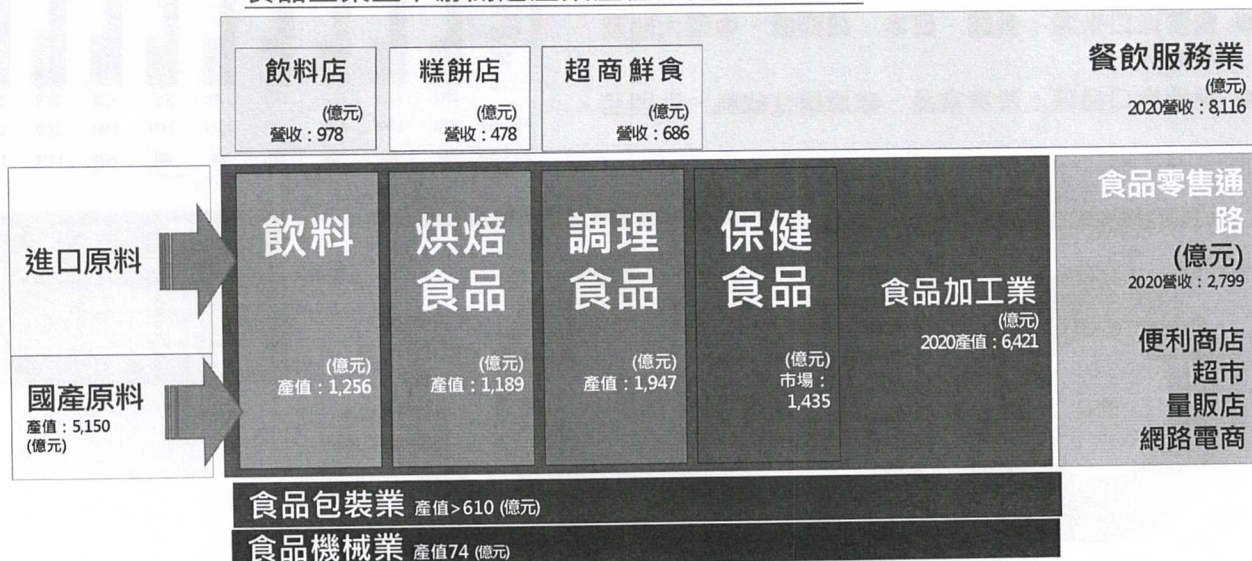 飲料店
(億元)
營收：978
糕餅店
(億元)
營收：478
超商鮮食
(億元)
營收：686
餐飲服務業
(億元)
2020營收：8,116
進口原料
國產原料
產值：5,150
(億元)
飲料
(億元)
產值：1,256
烘焙
食品
(億元)
產值：1,189
調理
食品
(億元)
產值：1,947
保健
食品
(億元)
市場：
1,435
食品加工業
(億元)
2020產值：6,421
食品零售通
路
(億元)
2020營收：2,799
便利商店
超市
量販店
網路電商
食品包裝業 產值>610 (億元)
食品機械業 產值74 (億元)